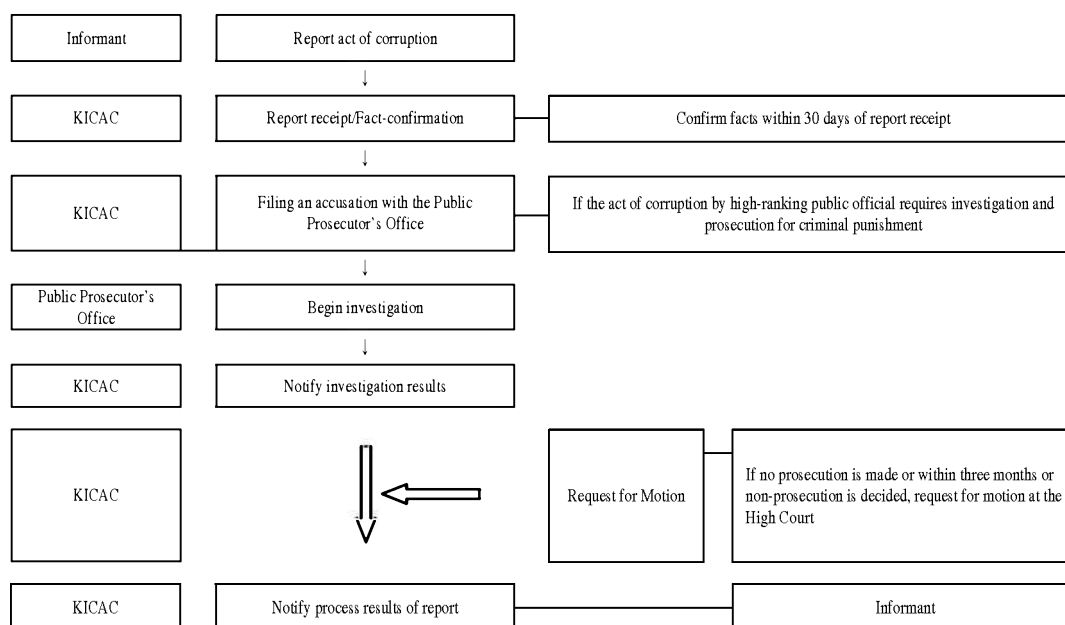 Informant
Report act of corruption
↓
KICAC
Report receipt/Fact-confirmation
Confirm facts within 30 days of report receipt
↓
KICAC
Filing an accusation with the Public
Prosecutor`s Office
If the act of corruption by high-ranking public official requires investigation and
prosecution for criminal punishment
↓
Public Prosecutor`s
Office
Begin investigation
↓
KICAC
Notify investigation results
KICAC
Request for Motion
If no prosecution is made or within three months or
non-prosecution is decided, request for motion at the
High Court
KICAC
Notify process results of report
Informant